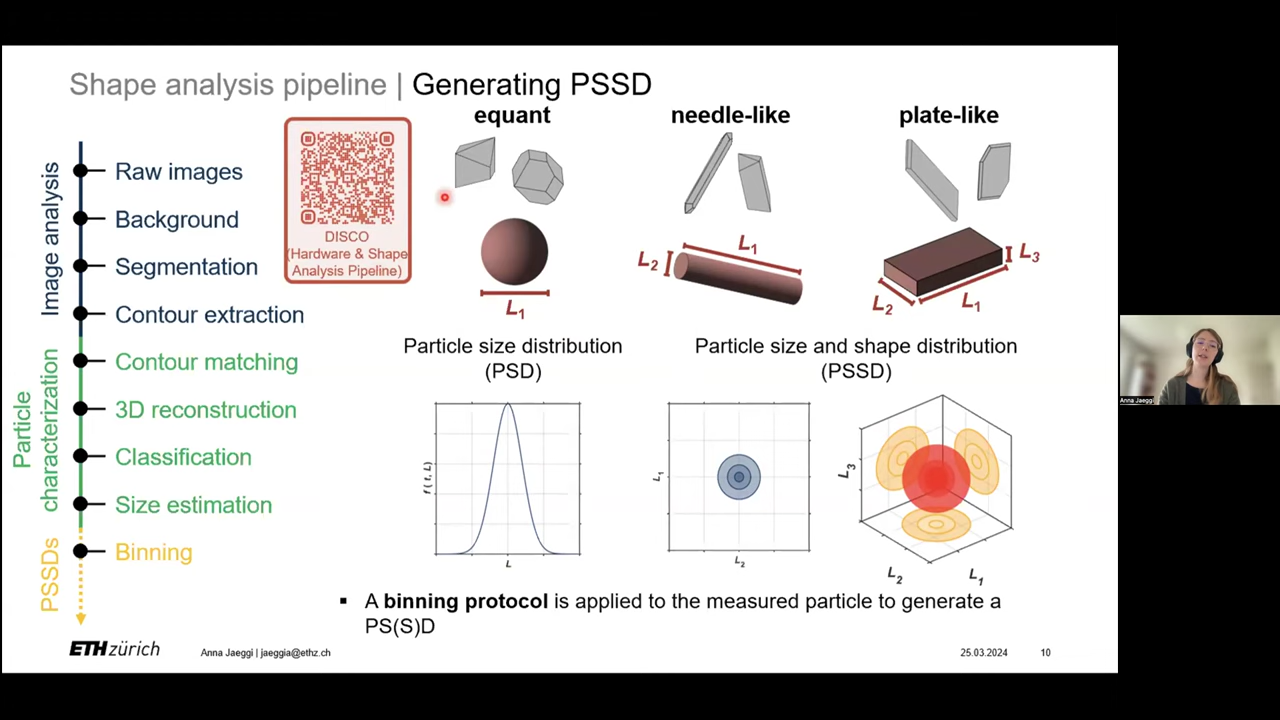 Shape analysis pipeline | Generating PSSD
Image analysis
Raw images
Background
Segmentation
Contour extraction
Particle
characterization
Contour matching
3D reconstruction
Classification
Size estimation
PSSDs
Binning
DISCO
(Hardware & Shape
Analysis Pipeline)
equant
needle-like
plate-like
L1
L2
L1
L3
L2
L1
Particle size distribution
(PSD)
Particle size and shape distribution
(PSSD)
f ( t, L)
L
L1
L2
L3
L2
L1
▪ A binning protocol is applied to the measured particle to generate a
PS(S)D
ETH zürich
Anna Jaeggi | jaeggia@ethz.ch
25.03.2024
10
Anna Jaeggi